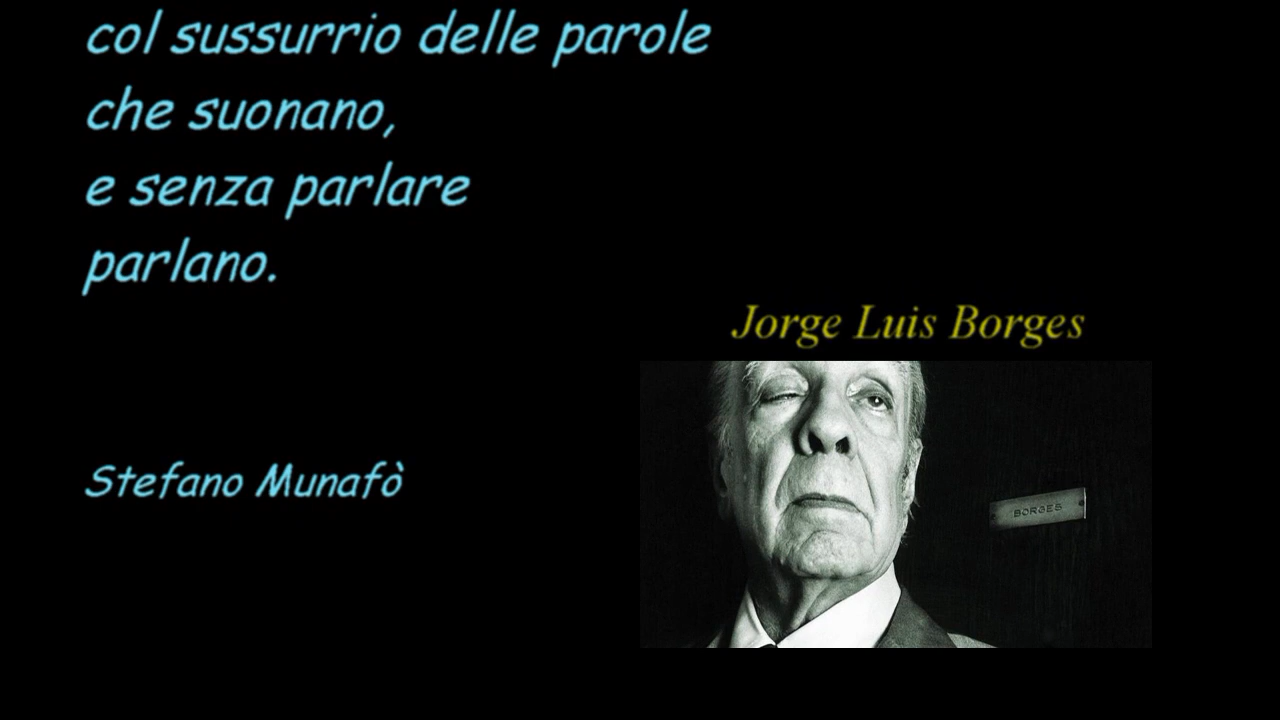 col sussurrio delle parole
che suonano,
e senza parlare
parlano.
Jorge Luis Borges
Stefano Munafò
BORGES